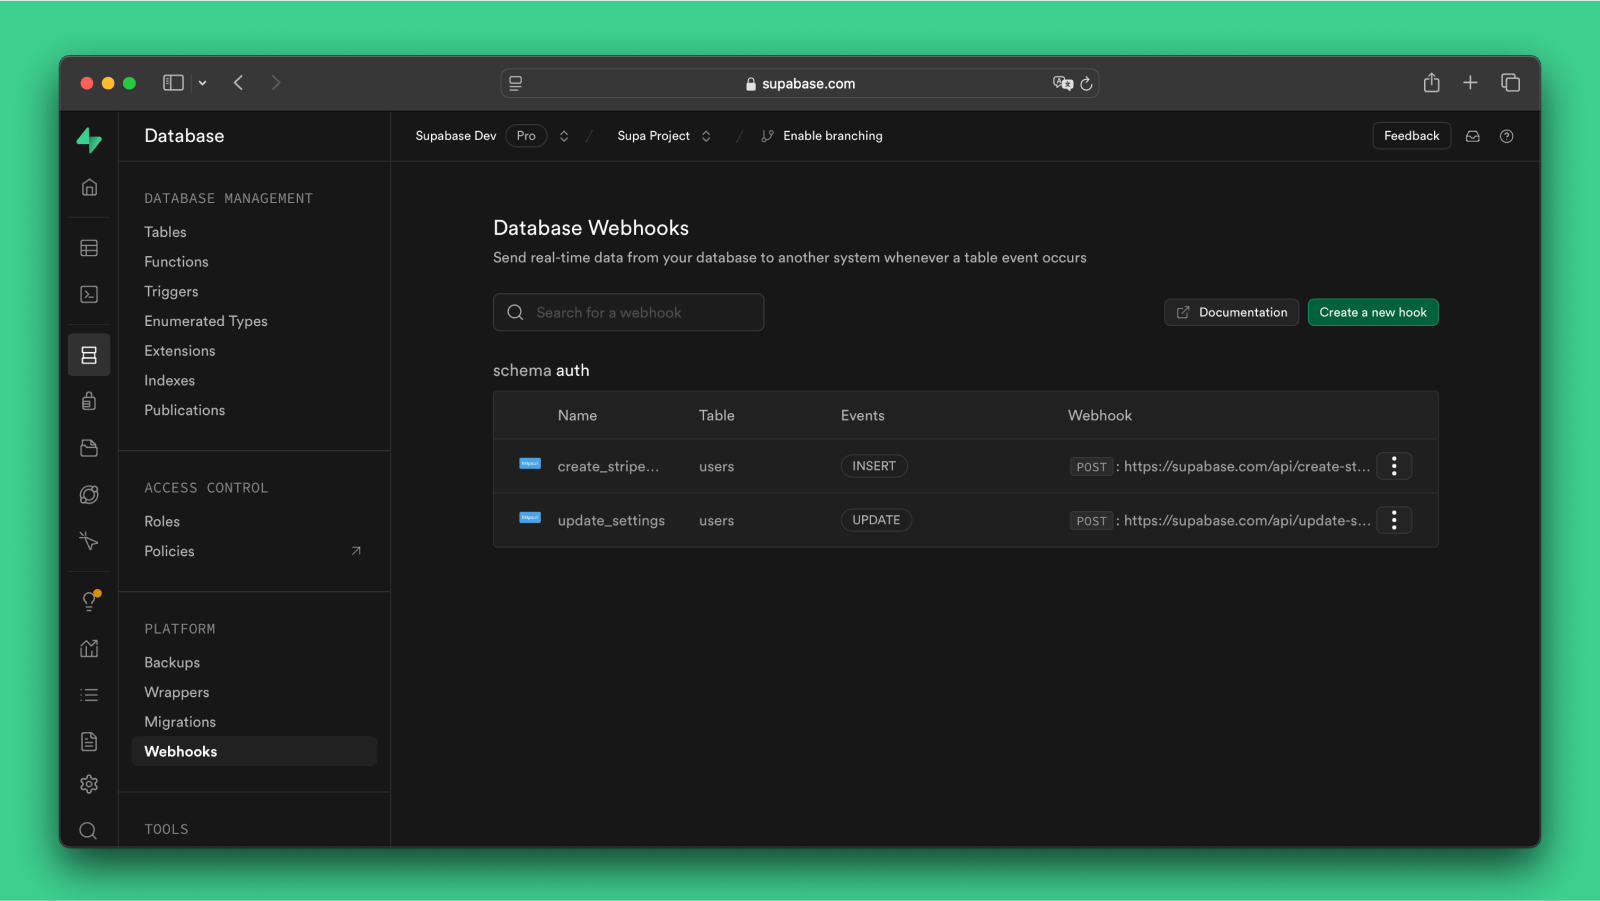 supabase.com
Database
Supabase Dev Pro / Supa Project / Enable branching
Feedback
DATABASE MANAGEMENT
Tables
Functions
Triggers
Enumerated Types
Extensions
Indexes
Publications
ACCESS CONTROL
Roles
Policies
PLATFORM
Backups
Wrappers
Migrations
Webhooks
TOOLS
Database Webhooks
Send real-time data from your database to another system whenever a table event occurs
Search for a webhook
Documentation
Create a new hook
schema auth
Name Table Events Webhook
create_stripe... users INSERT POST : https://supabase.com/api/create-st...
update_settings users UPDATE POST : https://supabase.com/api/update-s...